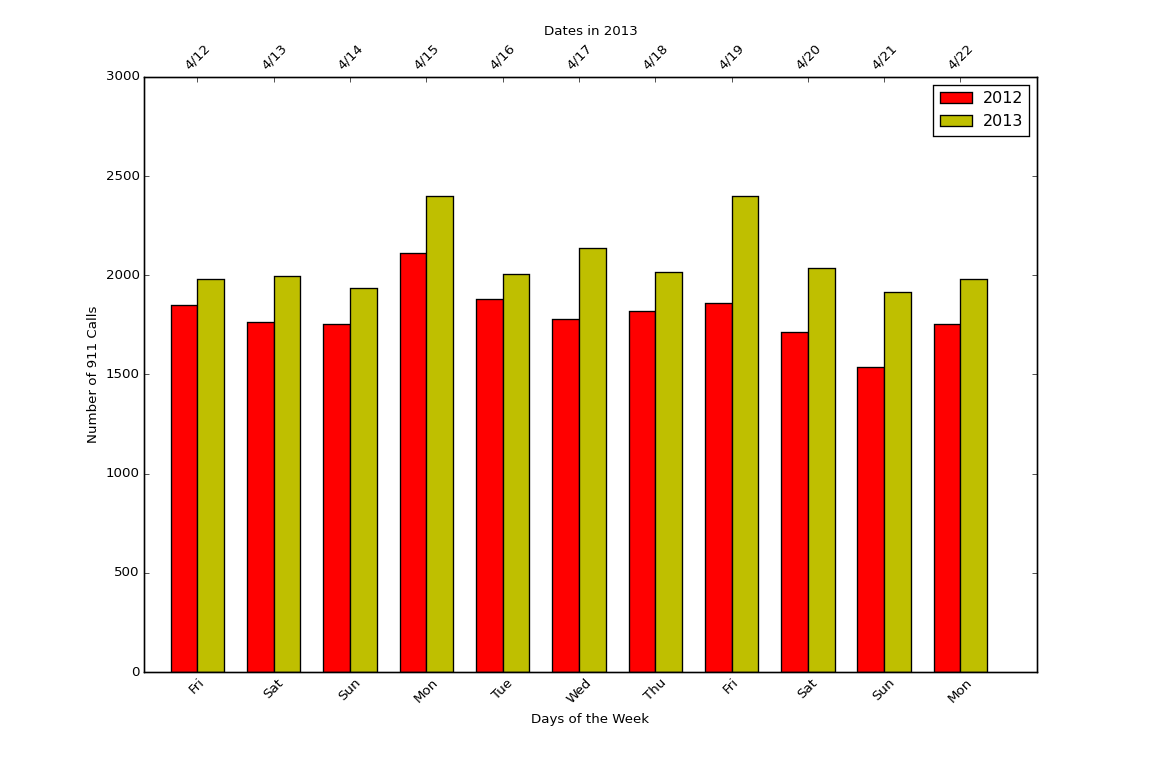 Dates in 2013
4/12 4/13 4/14 4/15 4/16 4/17 4/18 4/19 4/20 4/21 4/22
3000
2012
2013
2500
2000
1500
1000
500
0
Number of 911 Calls
Fri Sat Sun Mon Tue Wed Thu Fri Sat Sun Mon
Days of the Week